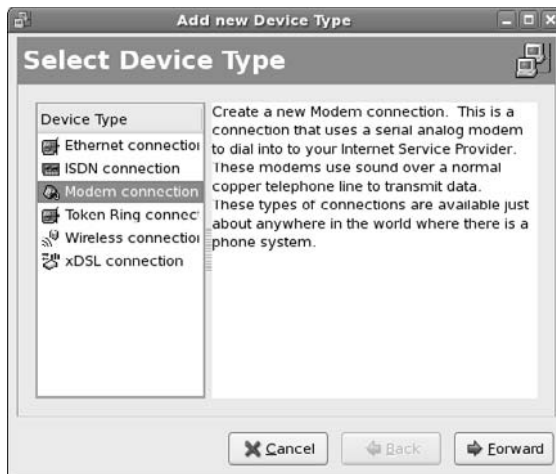 Add new Device Type
Select Device Type
Device Type
Ethernet connection
ISDN connection
Modem connection
Token Ring connec
Wireless connection
xDSL connection
Create a new Modem connection. This is a
connection that uses a serial analog modem
to dial into to your Internet Service Provider.
These modems use sound over a normal
copper telephone line to transmit data.
These types of connections are available just
about anywhere in the world where there is a
phone system.
Cancel
Back
Forward